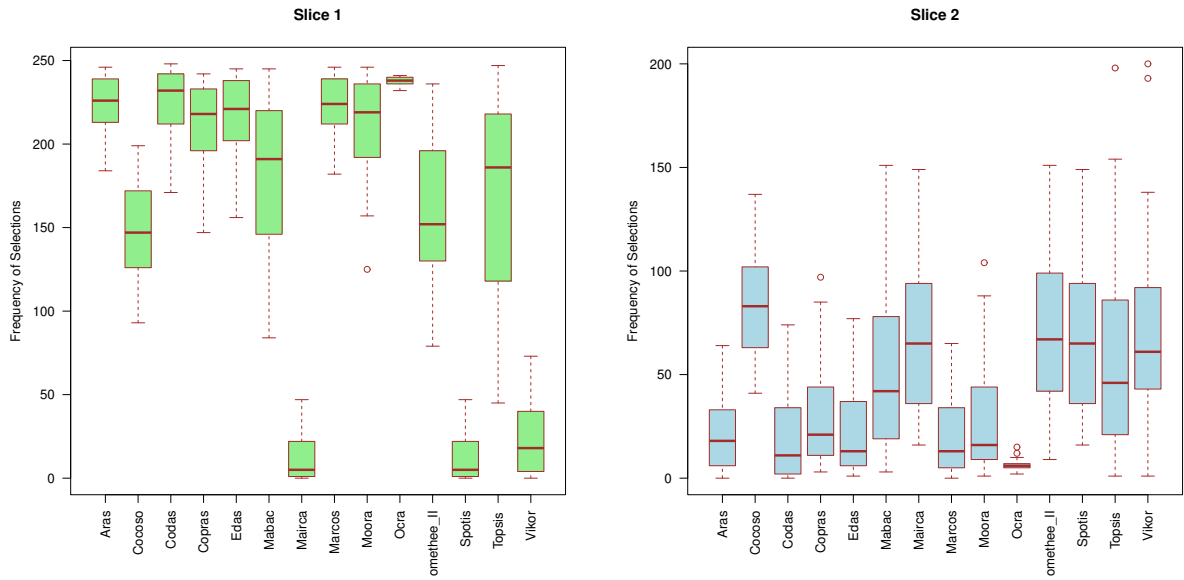 Slice 1
Frequency of Selections
250
200
150
100
50
0
Aras
Cocoso
Codas
Copras
Edas
Mabac
Mairca
Marcos
Moora
Ocra
omethee_II
Spotis
Topsis
Vikor
Slice 2
Frequency of Selections
200
150
100
50
0
Aras
Cocoso
Codas
Copras
Edas
Mabac
Mairca
Marcos
Moora
Ocra
omethee_II
Spotis
Topsis
Vikor